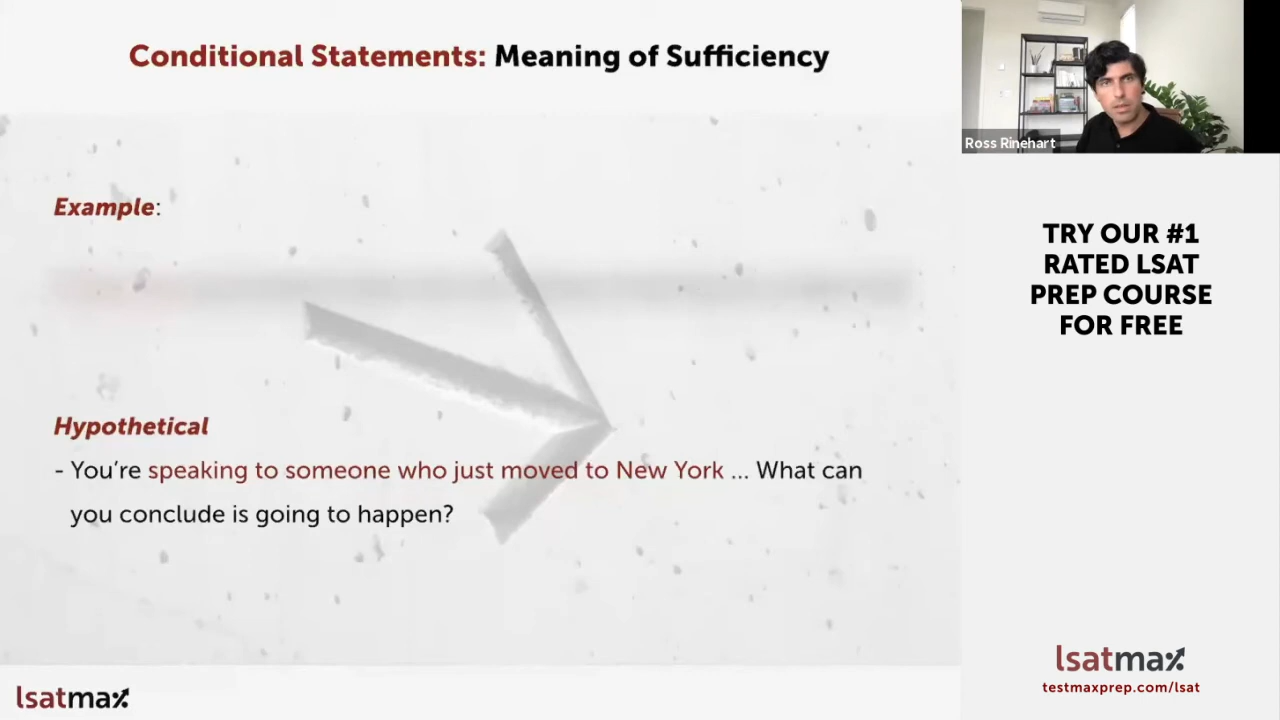 Conditional Statements: Meaning of Sufficiency
Ross Rinehart
Example:
Hypothetical
- You’re speaking to someone who just moved to New York ... What can
you conclude is going to happen?
TRY OUR #1
RATED LSAT
PREP COURSE
FOR FREE
lsatmax
testmaxprep.com/lsat
lsatmax